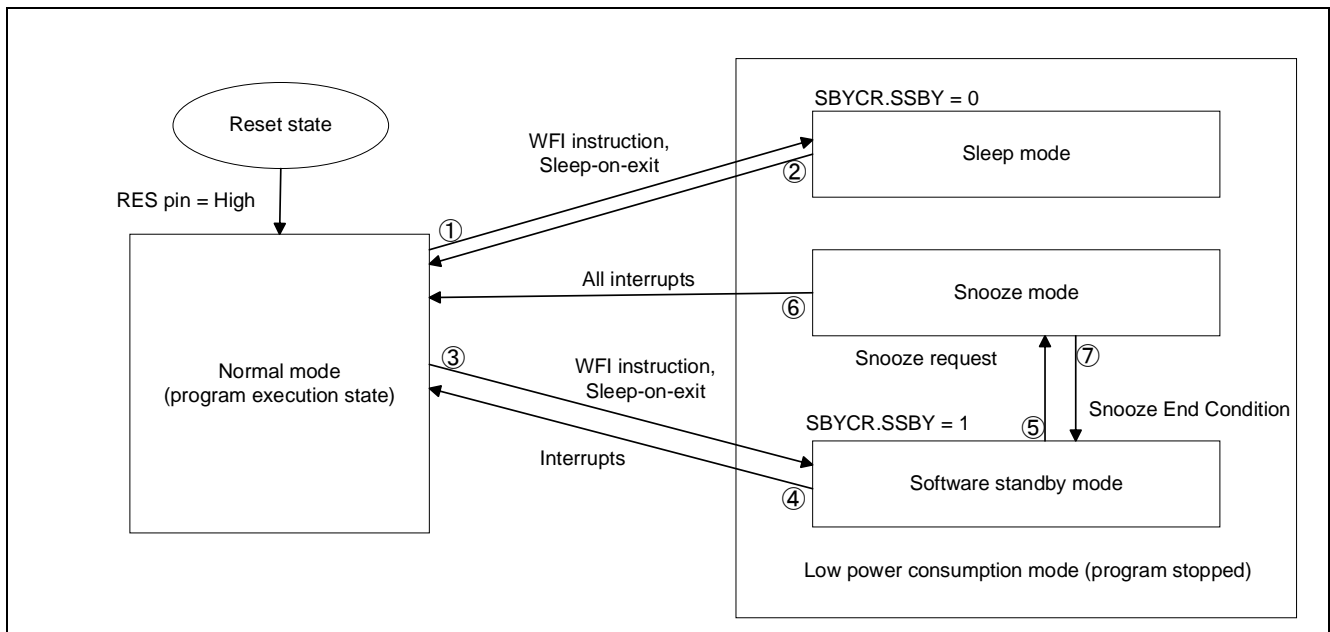 Reset state
RES pin = High
Normal mode
(program execution state)
WFI instruction,
Sleep-on-exit
①
②
SBYCR.SSBY = 0
Sleep mode
All interrupts
⑥
Snooze mode
③
WFI instruction,
Sleep-on-exit
Interrupts
④
Snooze request
⑤
⑦
Snooze End Condition
SBYCR.SSBY = 1
Software standby mode
Low power consumption mode (program stopped)